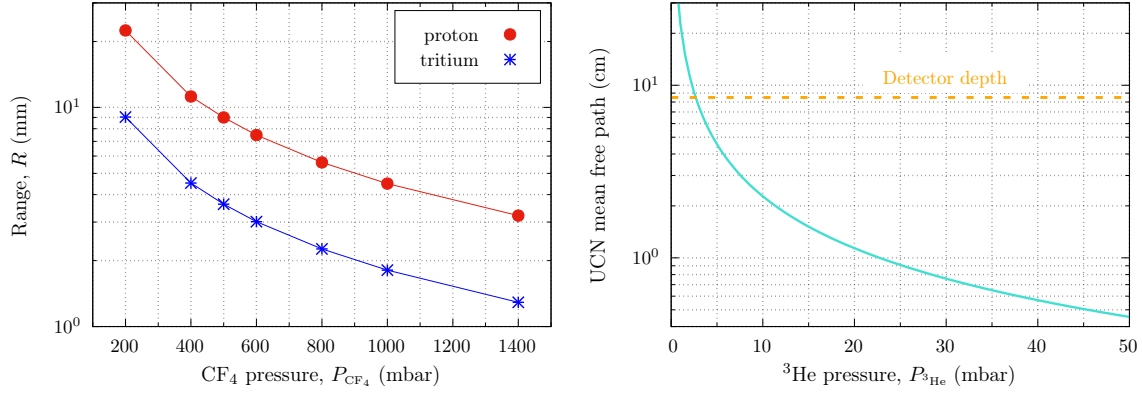 proton
tritium
10¹
10⁰
200
400
600
800
1000
1200
1400
Range, R (mm)
CF₄ pressure, P_CF₄ (mbar)
Detector depth
10¹
10⁰
0
10
20
30
40
50
UCN mean free path (cm)
³He pressure, P_³He (mbar)